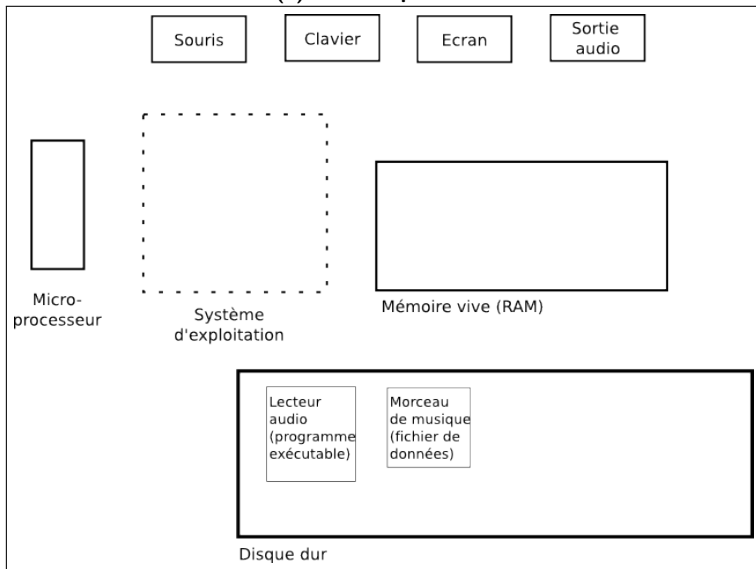 Souris
Clavier
Ecran
Sortie
audio
Micro-
processeur
Système
d'exploitation
Mémoire vive (RAM)
Lecteur
audio
(programme
exécutable)
Morceau
de musique
(fichier de
données)
Disque dur